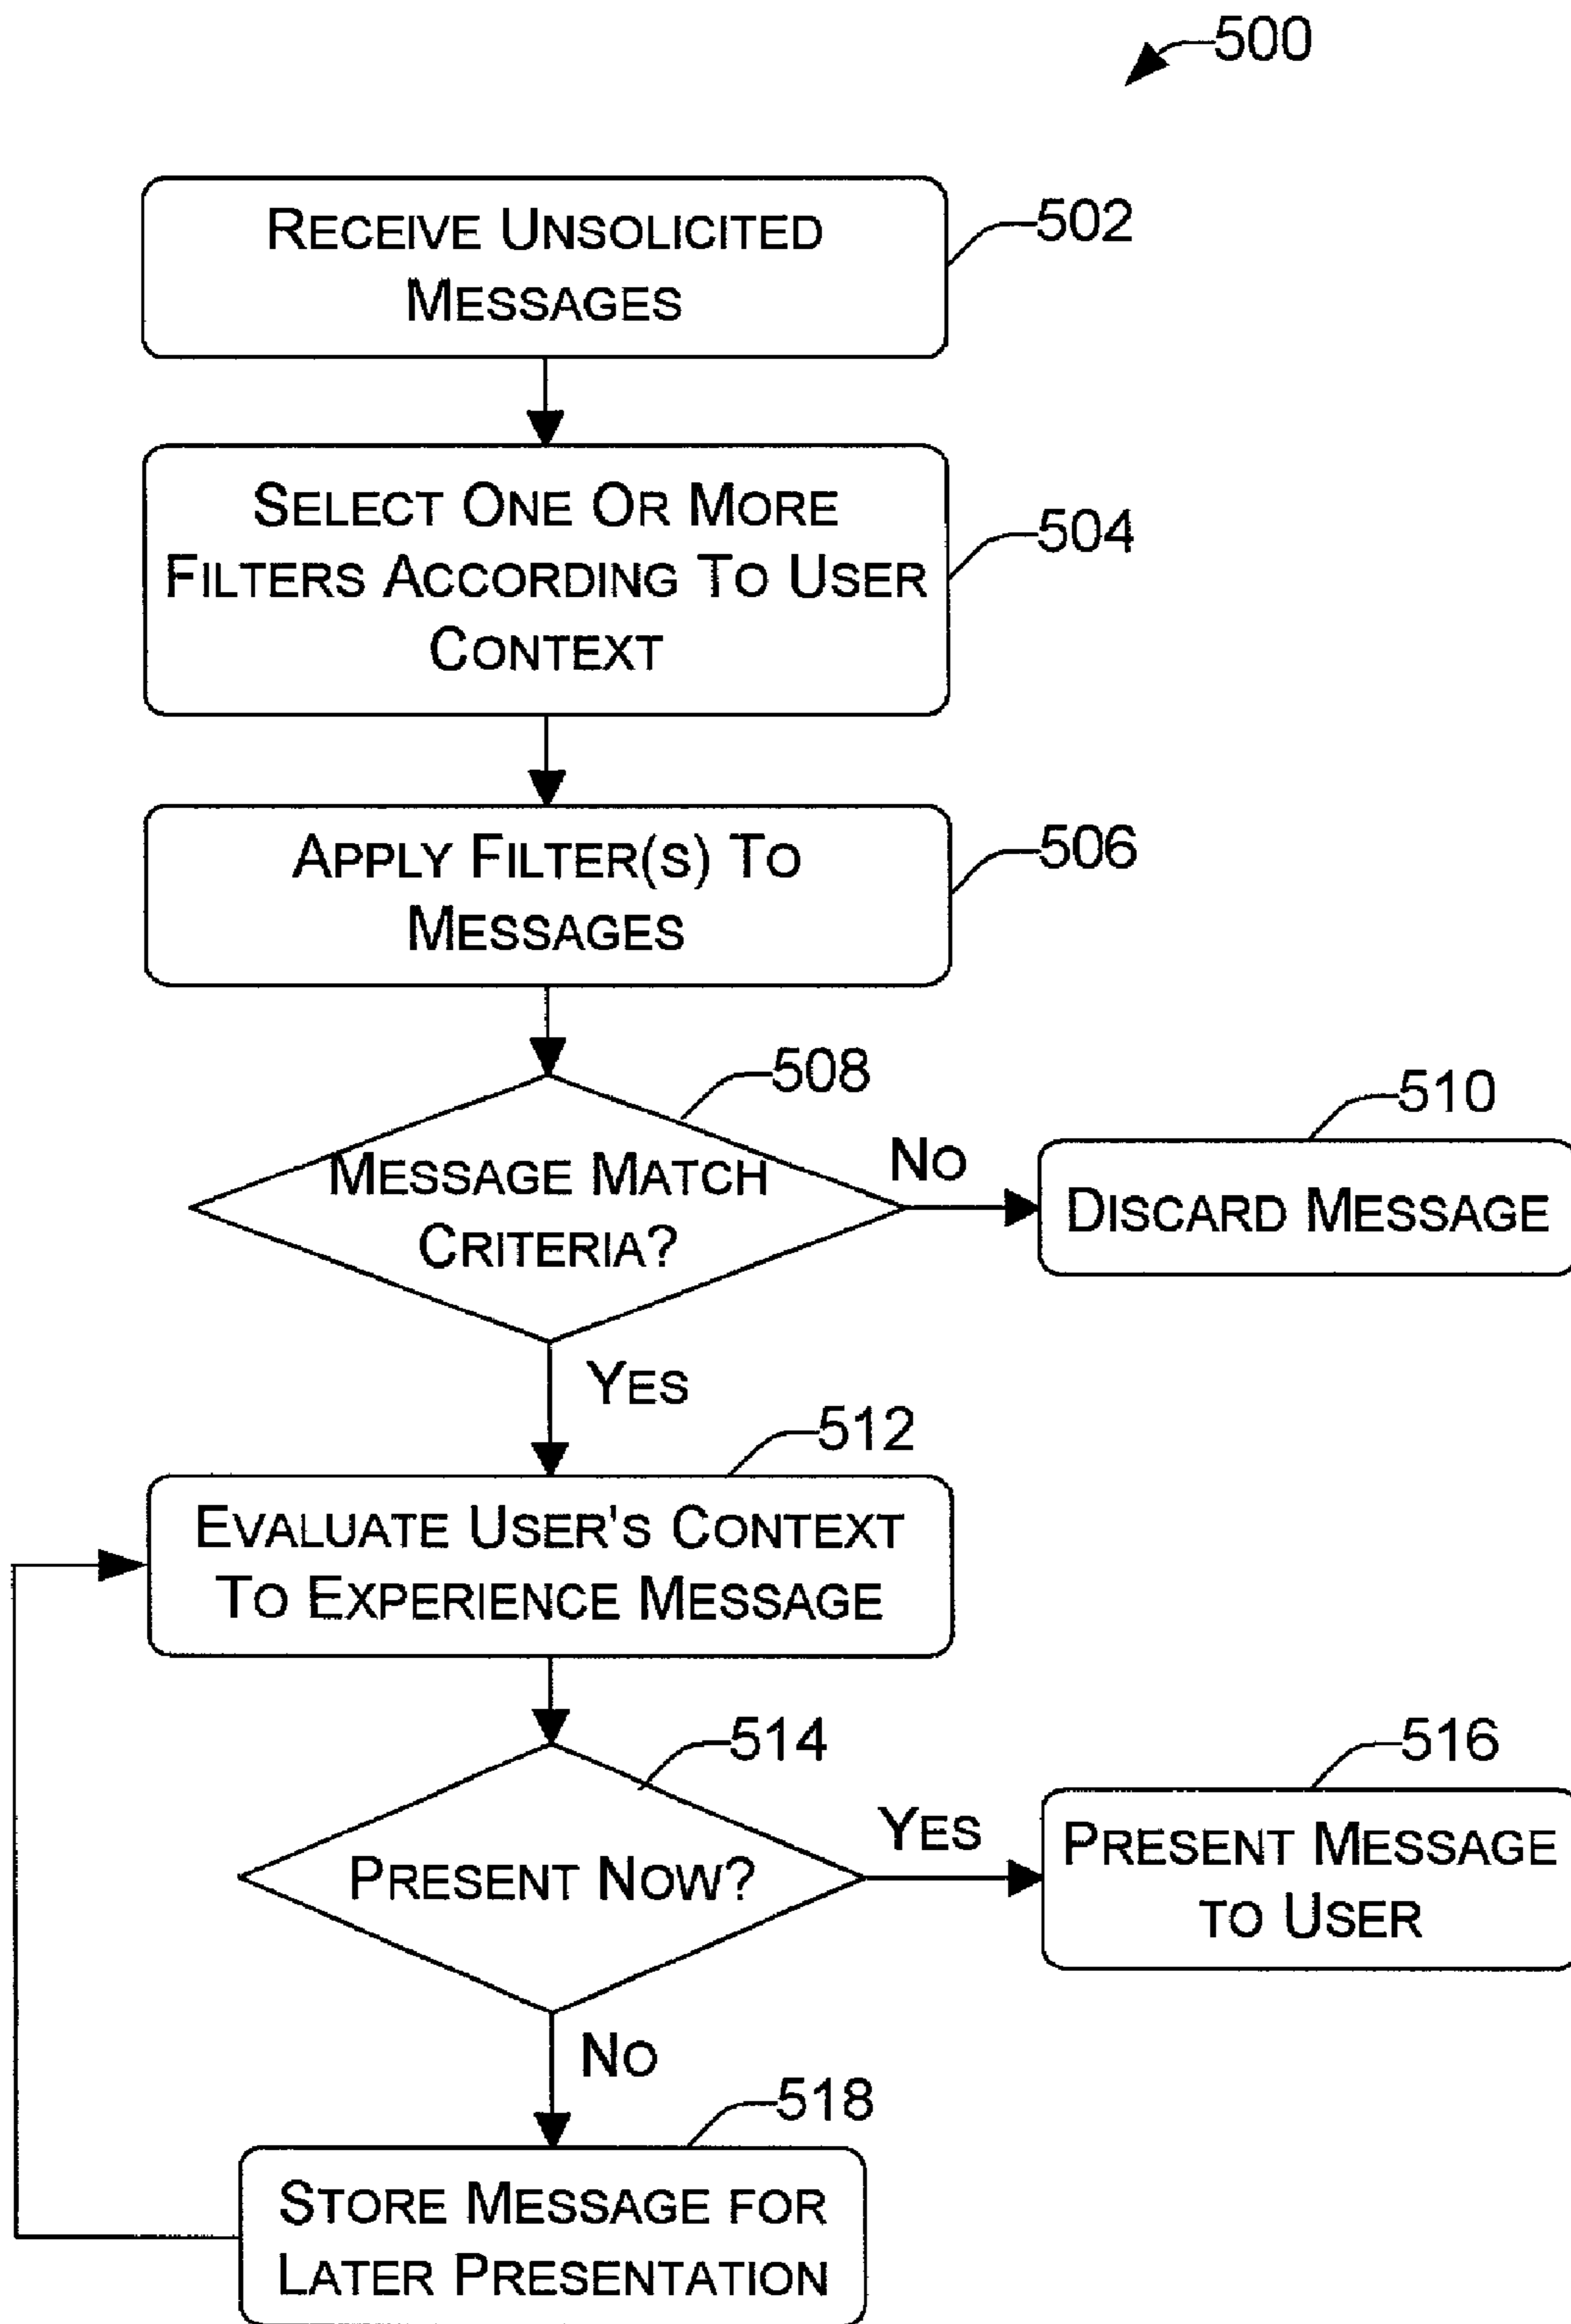 500
RECEIVE UNSOLICITED
MESSAGES
502
SELECT ONE OR MORE
FILTERS ACCORDING TO USER
CONTEXT
504
APPLY FILTER(S) TO
MESSAGES
506
508
MESSAGE MATCH
CRITERIA?
NO
510
DISCARD MESSAGE
YES
512
EVALUATE USER'S CONTEXT
TO EXPERIENCE MESSAGE
514
PRESENT NOW?
YES
516
PRESENT MESSAGE
TO USER
NO
518
STORE MESSAGE FOR
LATER PRESENTATION